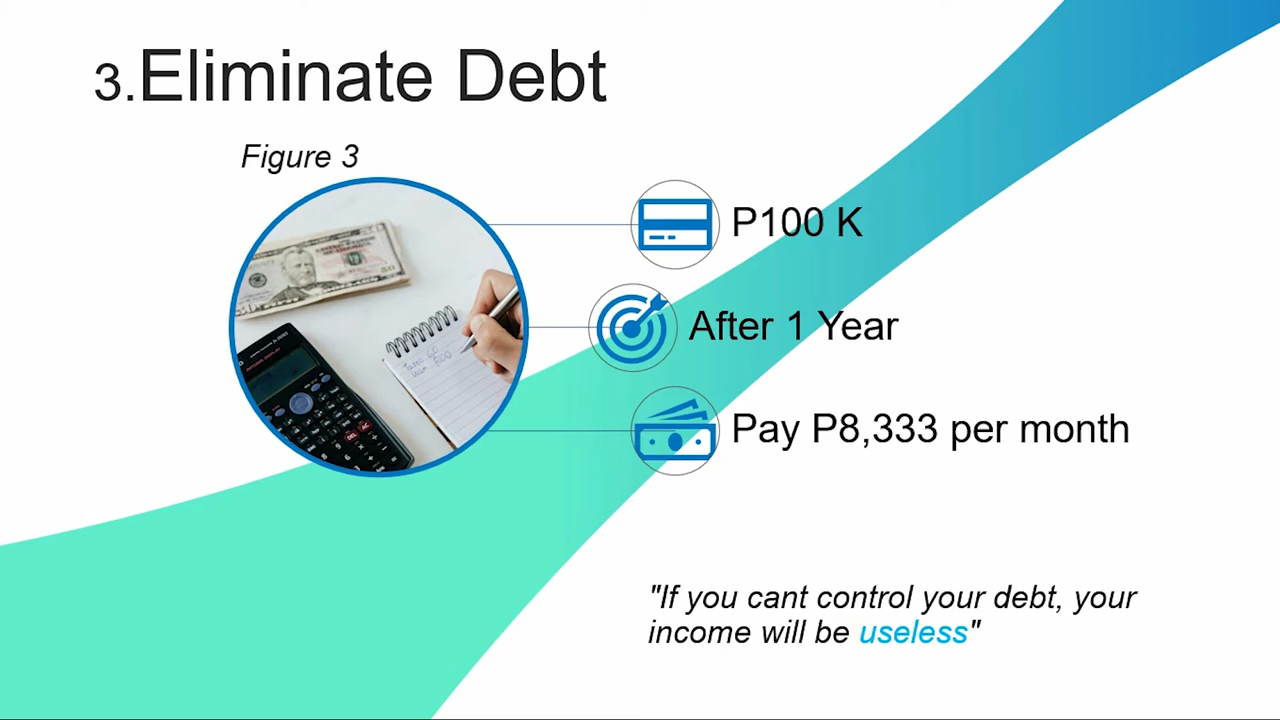 3.Eliminate Debt
Figure 3
P100 K
After 1 Year
Pay P8,333 per month
"If you cant control your debt, your
income will be useless"